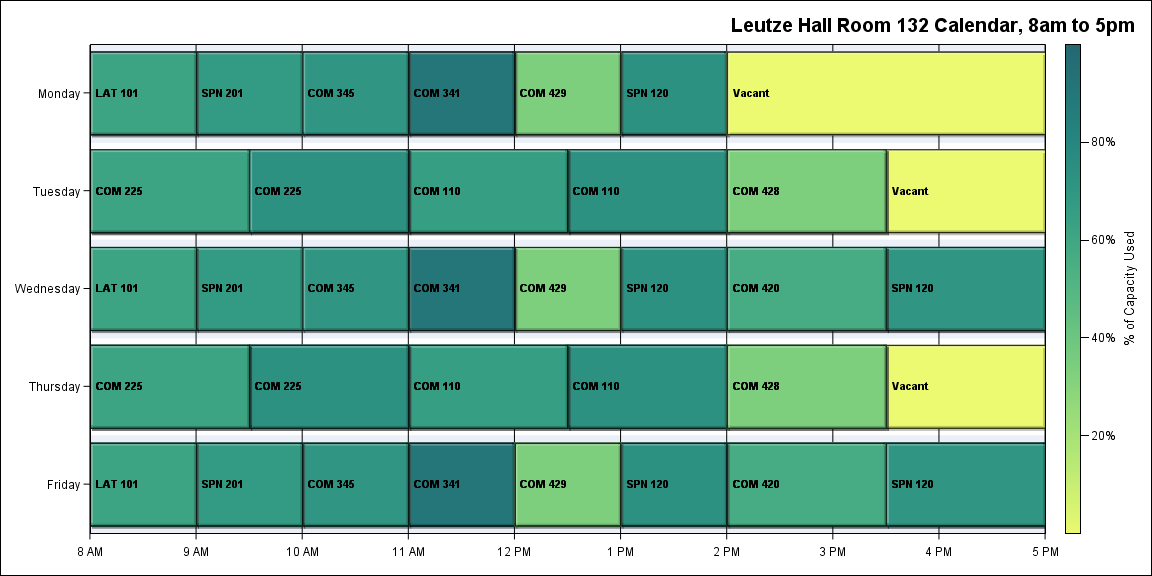 Leutze Hall Room 132 Calendar, 8am to 5pm
Monday LAT 101 SPN 201 COM 345 COM 341 COM 429 SPN 120 Vacant
Tuesday COM 225 COM 225 COM 110 COM 110 COM 428 Vacant
Wednesday LAT 101 SPN 201 COM 345 COM 341 COM 429 SPN 120 COM 420 SPN 120
Thursday COM 225 COM 225 COM 110 COM 110 COM 428 Vacant
Friday LAT 101 SPN 201 COM 345 COM 341 COM 429 SPN 120 COM 420 SPN 120
8 AM 9 AM 10 AM 11 AM 12 PM 1 PM 2 PM 3 PM 4 PM 5 PM
80%
60%
40%
20%
% of Capacity Used